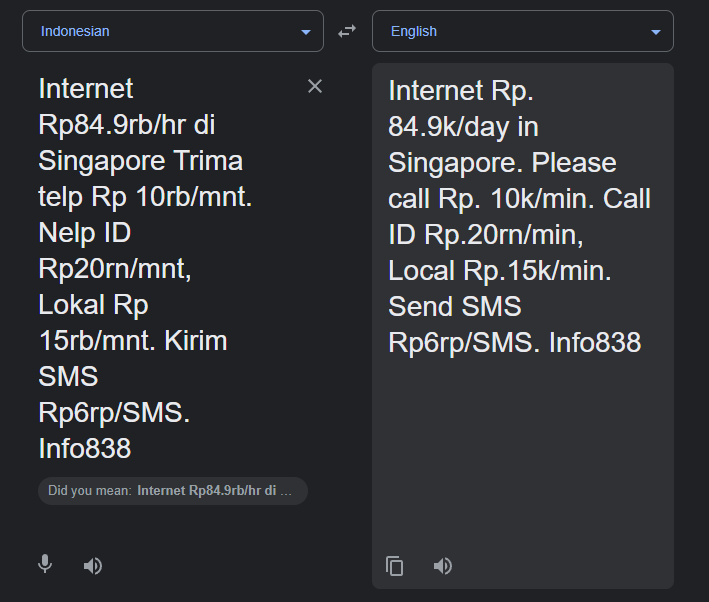 Indonesian
English
Internet
Rp84.9rb/hr di
Singapore Trima
telp Rp 10rb/mnt.
Nelp ID
Rp20rn/mnt,
Lokal Rp
15rb/mnt. Kirim
SMS
Rp6rp/SMS.
Info838
Did you mean: Internet Rp84.9rb/hr di ...
Internet Rp.
84.9k/day in
Singapore. Please
call Rp. 10k/min. Call
ID Rp.20rn/min,
Local Rp.15k/min.
Send SMS
Rp6rp/SMS. Info838